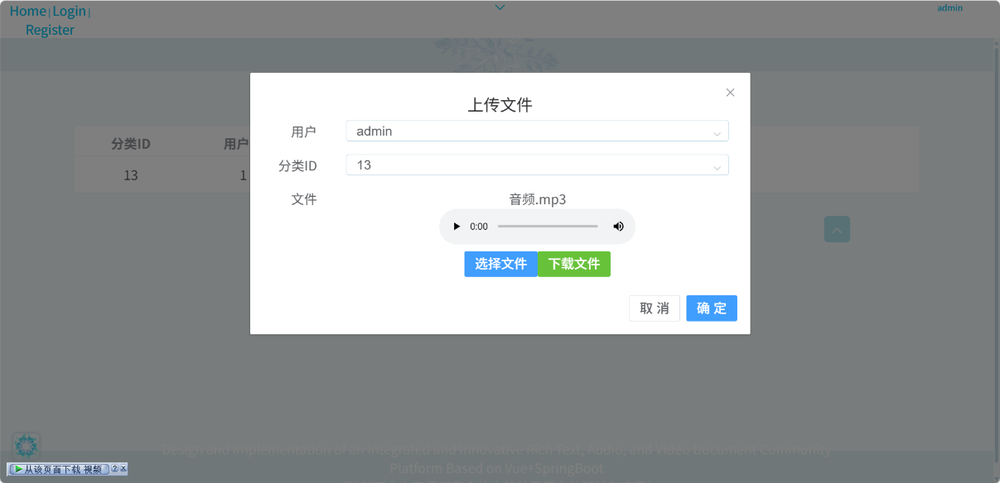 Home | Login |
Register
admin
上传文件
用户
admin
分类ID
13
文件
音频.mp3
0:00
选择文件 下载文件
取 消 确 定
分类ID 用户
13 1
Design and Implementation of an Integrated and Innovative Rich Text, Audio, and Video Document Community
Platform Based on Vue+SpringBoot
从该页面下载 视频 ? X